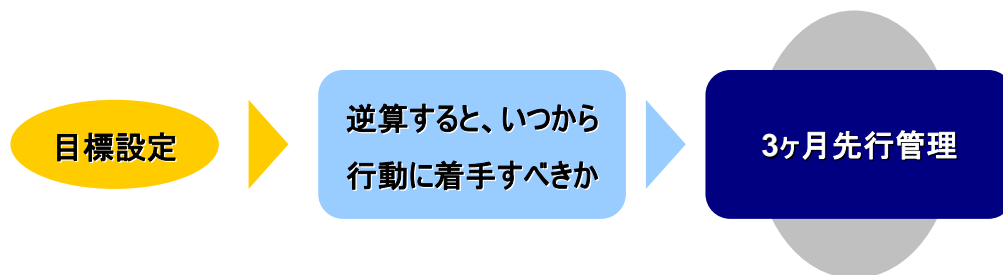 目標設定
逆算すると、いつから
行動に着手すべきか
3ヶ月先行管理